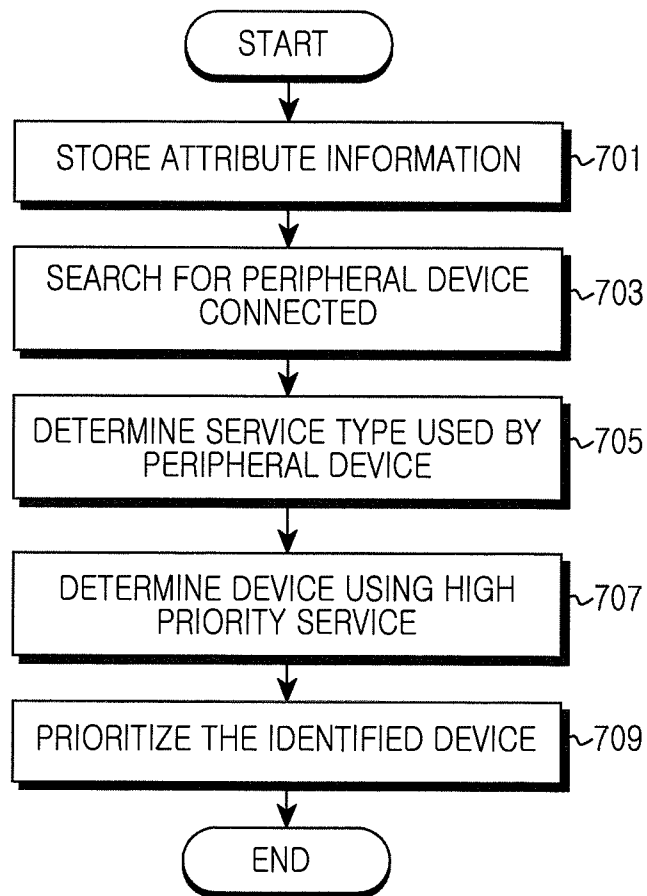 START
STORE ATTRIBUTE INFORMATION
701
SEARCH FOR PERIPHERAL DEVICE
CONNECTED
703
DETERMINE SERVICE TYPE USED BY
PERIPHERAL DEVICE
705
DETERMINE DEVICE USING HIGH
PRIORITY SERVICE
707
PRIORITIZE THE IDENTIFIED DEVICE
709
END